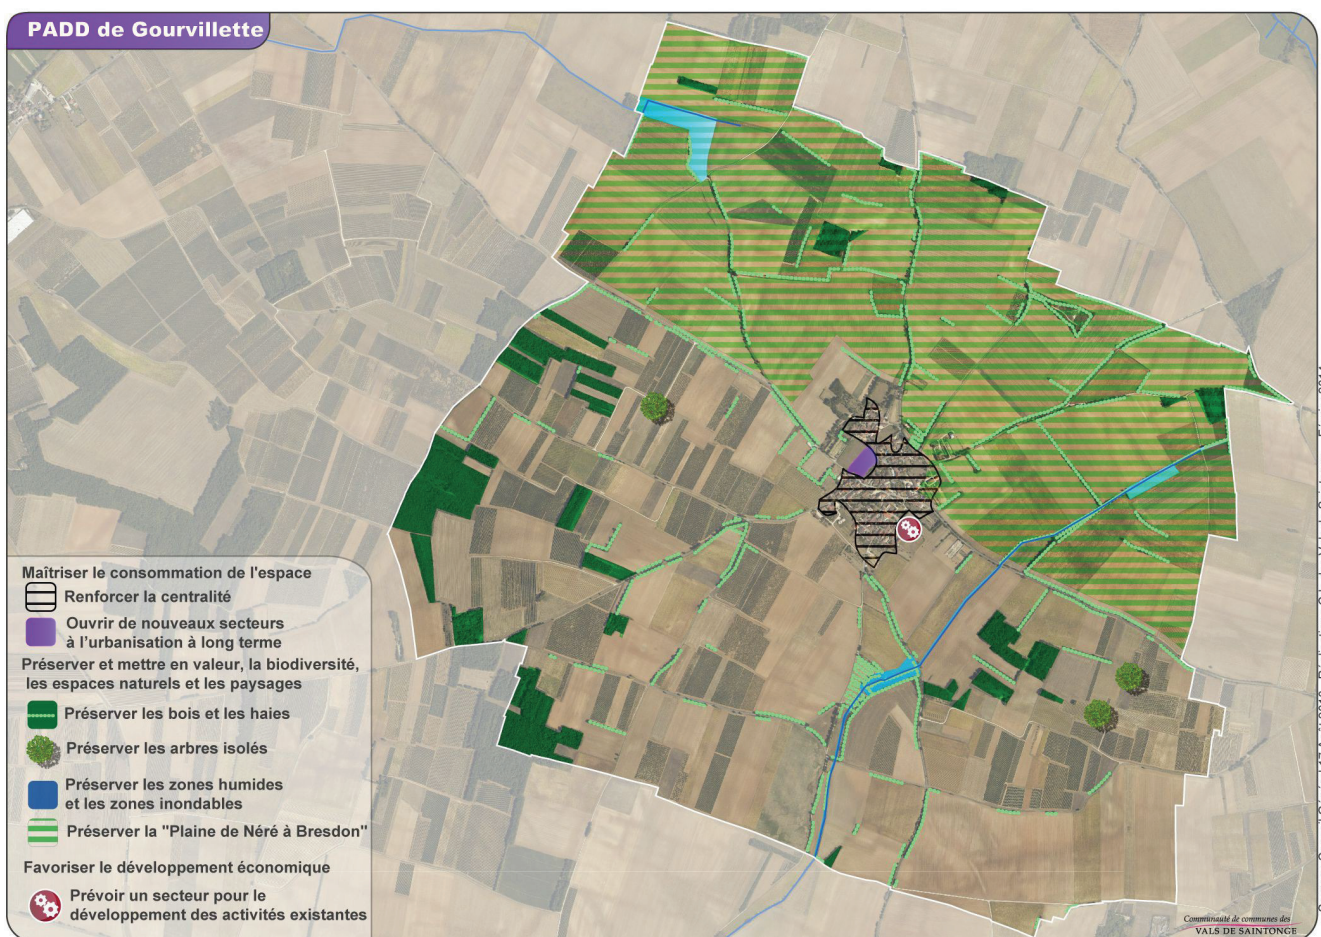 PADD de Gourvillette
Maîtriser le consommation de l'espace
Renforcer la centralité
Ouvrir de nouveaux secteurs
à l'urbanisation à long terme
Préserver et mettre en valeur, la biodiversité,
les espaces naturels et les paysages
Préserver les bois et les haies
Préserver les arbres isolés
Préserver les zones humides
et les zones inondables
Préserver la "Plaine de Néré à Bresdon"
Favoriser le développement économique
Prévoir un secteur pour le
développement des activités existantes
Communauté de communes des
VALS DE SAINTONGE